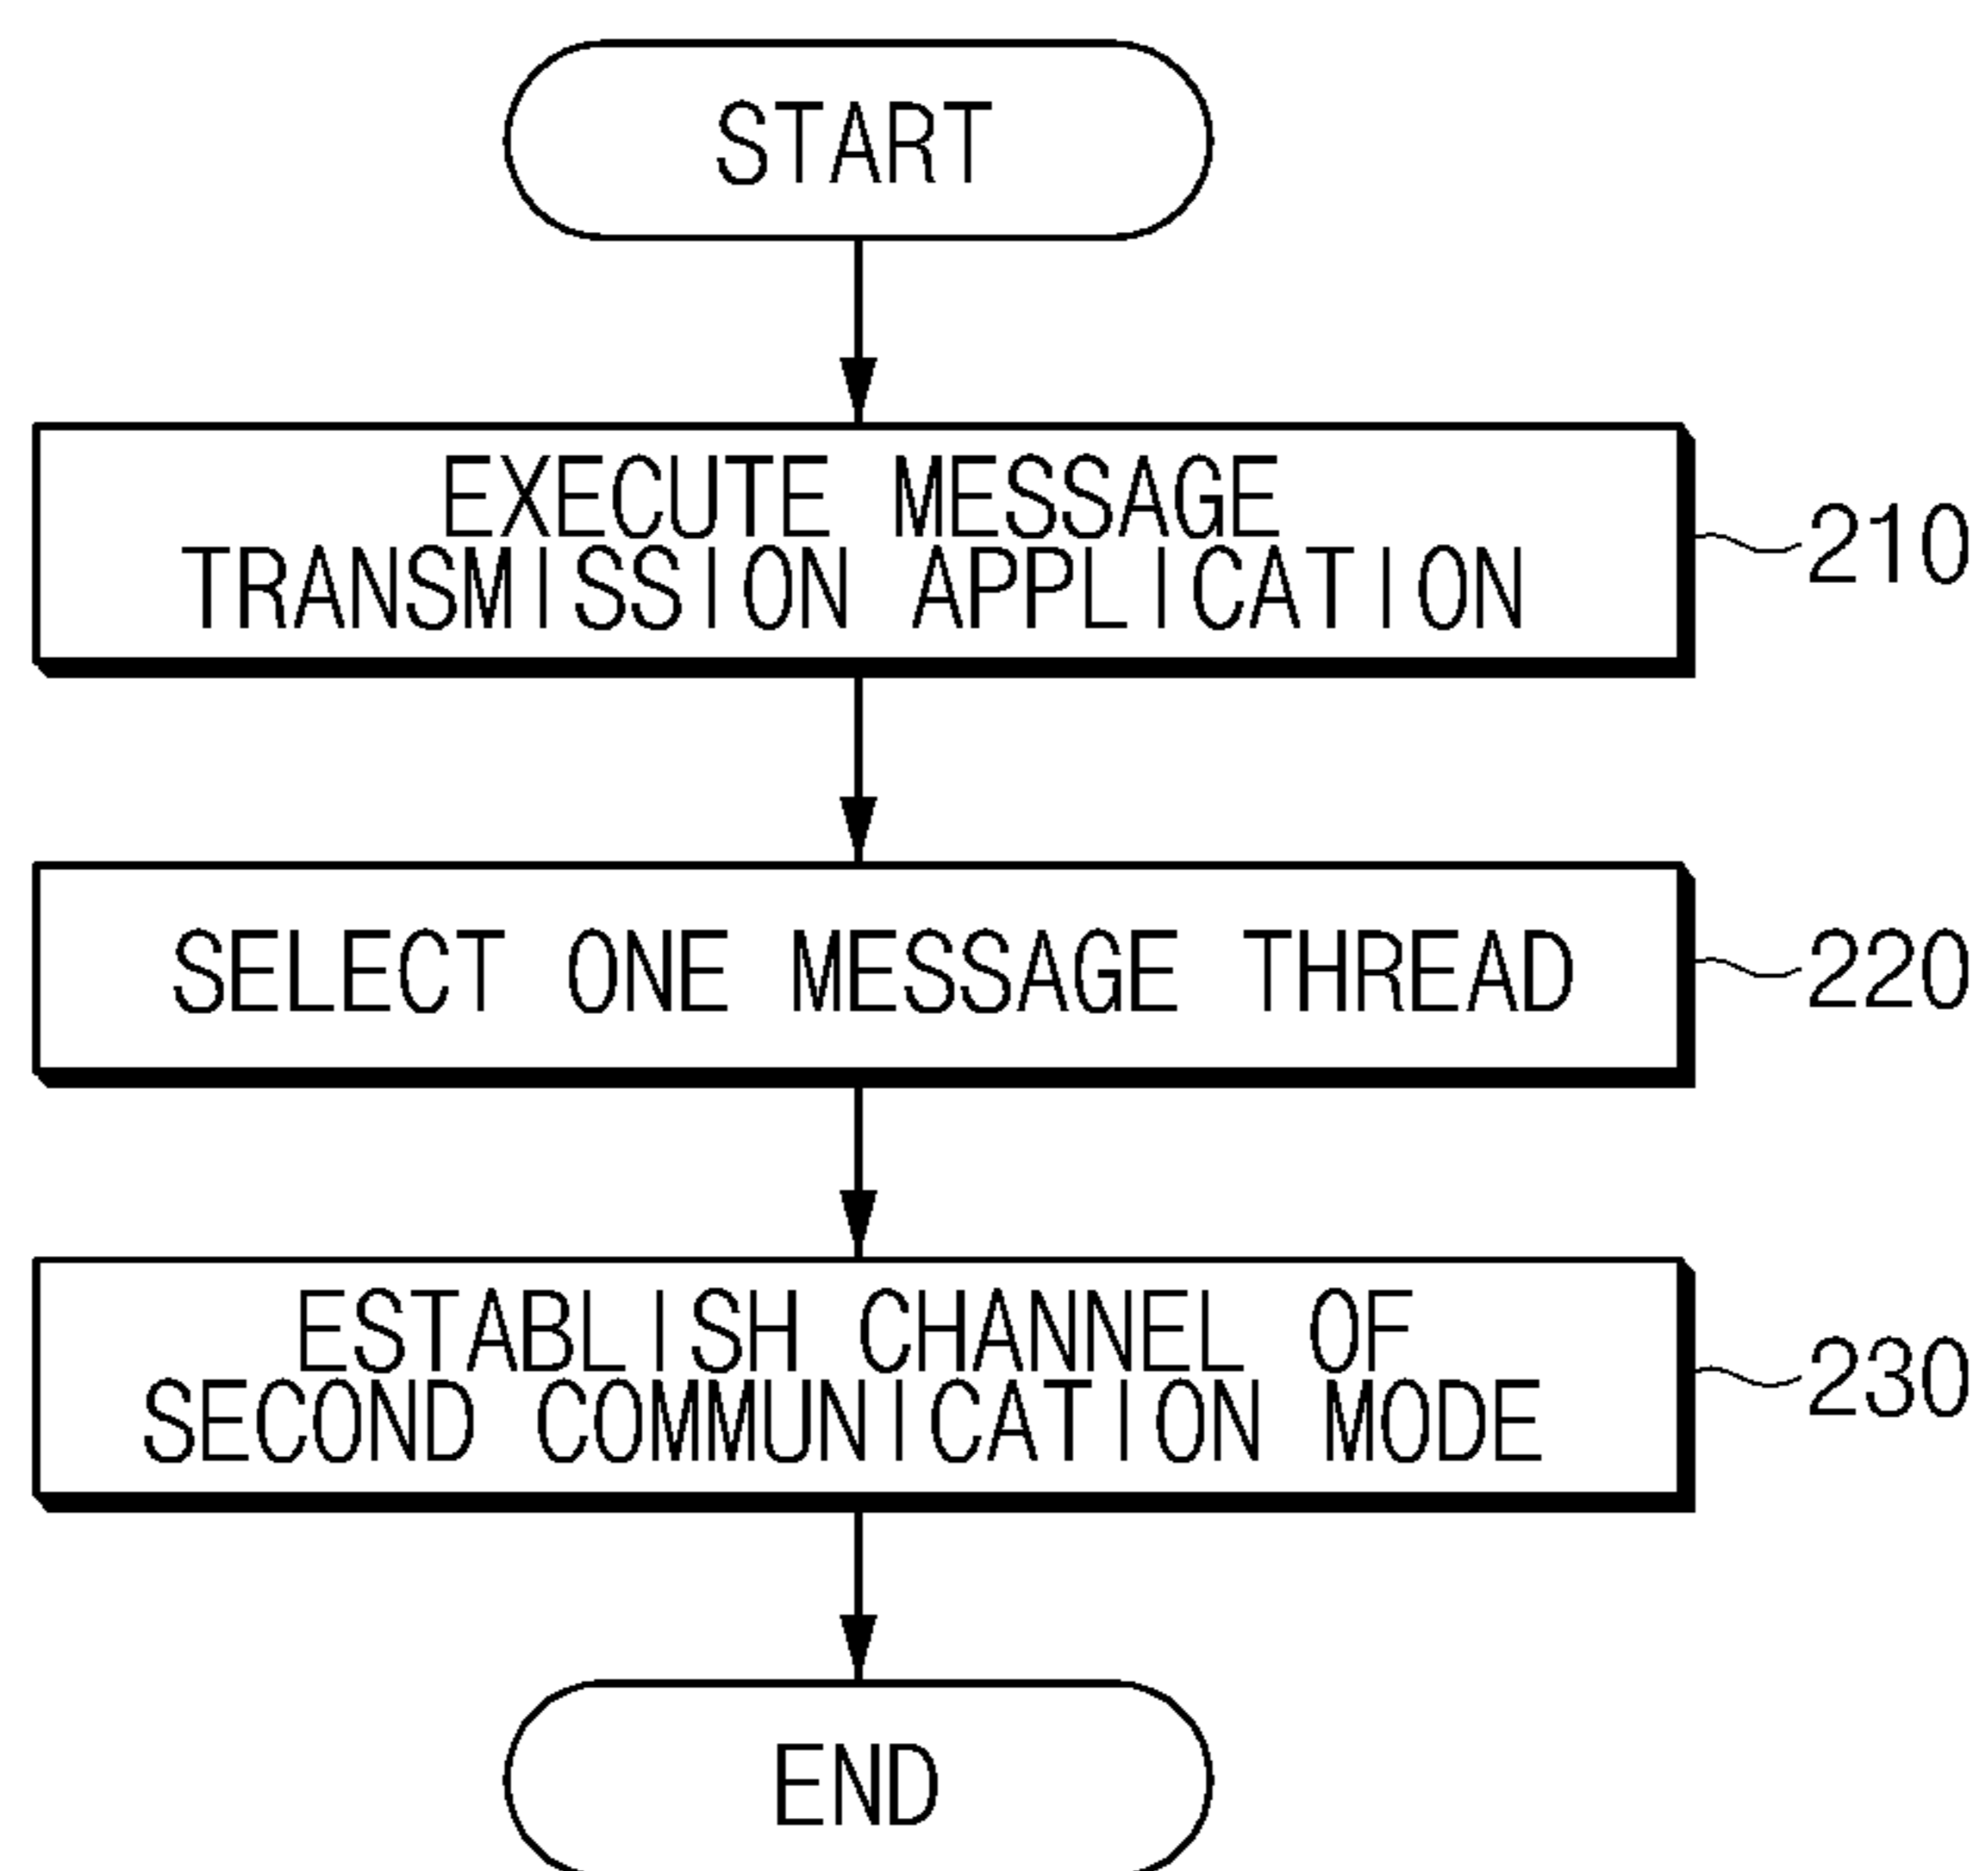 START
EXECUTE MESSAGE
TRANSMISSION APPLICATION
210
SELECT ONE MESSAGE THREAD
220
ESTABLISH CHANNEL OF
SECOND COMMUNICATION MODE
230
END